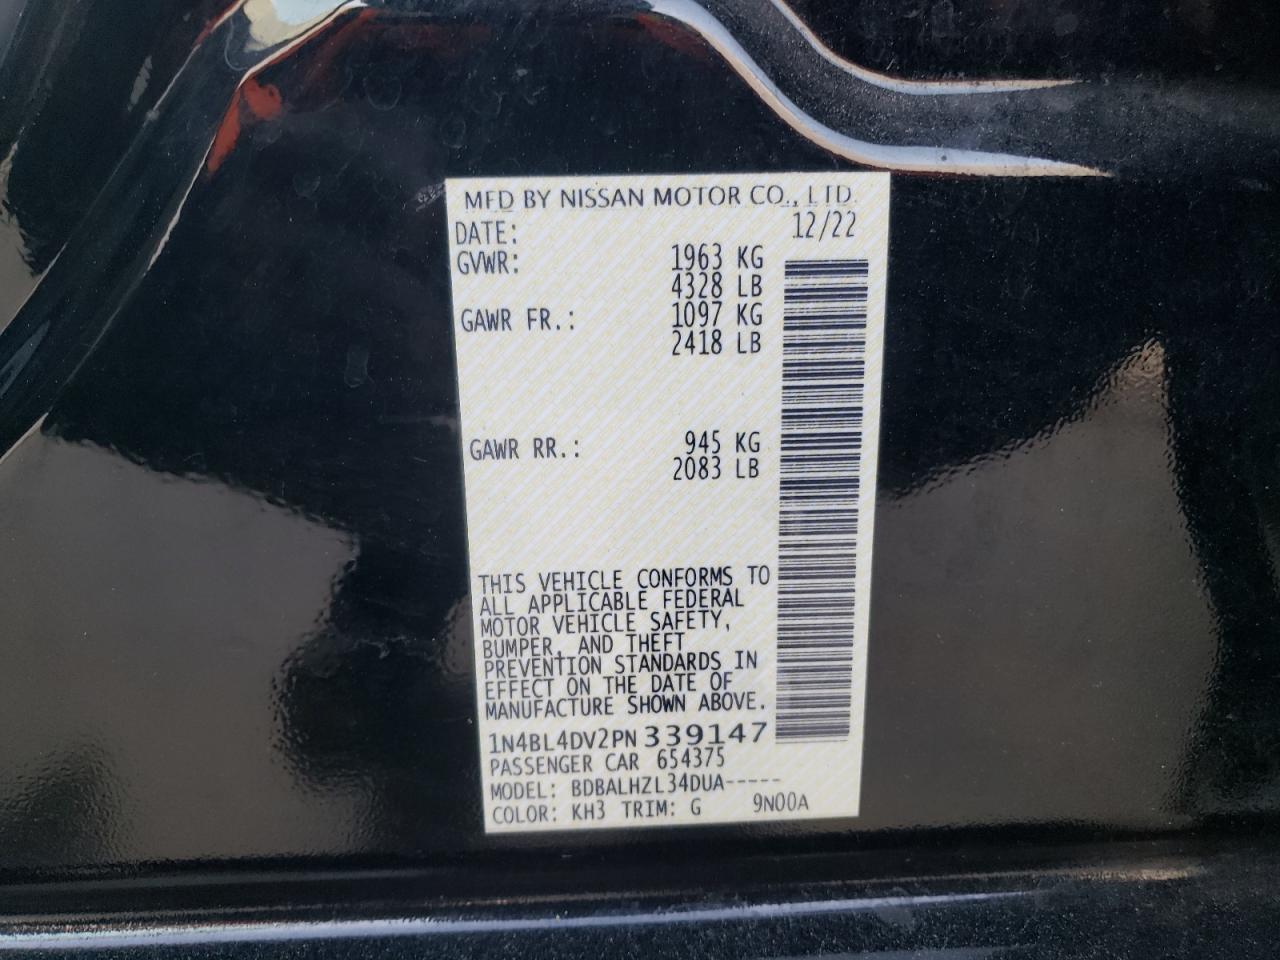 MFD BY NISSAN MOTOR CO., LTD.
DATE: 12/22
GVWR: 1963 KG
4328 LB
GAWR FR.: 1097 KG
2418 LB
GAWR RR.: 945 KG
2083 LB
THIS VEHICLE CONFORMS TO
ALL APPLICABLE FEDERAL
MOTOR VEHICLE SAFETY,
BUMPER, AND THEFT
PREVENTION STANDARDS IN
EFFECT ON THE DATE OF
MANUFACTURE SHOWN ABOVE.
1N4BL4DV2PN339147
PASSENGER CAR 654375
MODEL: BDBALHZL34DUA-----
COLOR: KH3 TRIM: G 9N00A